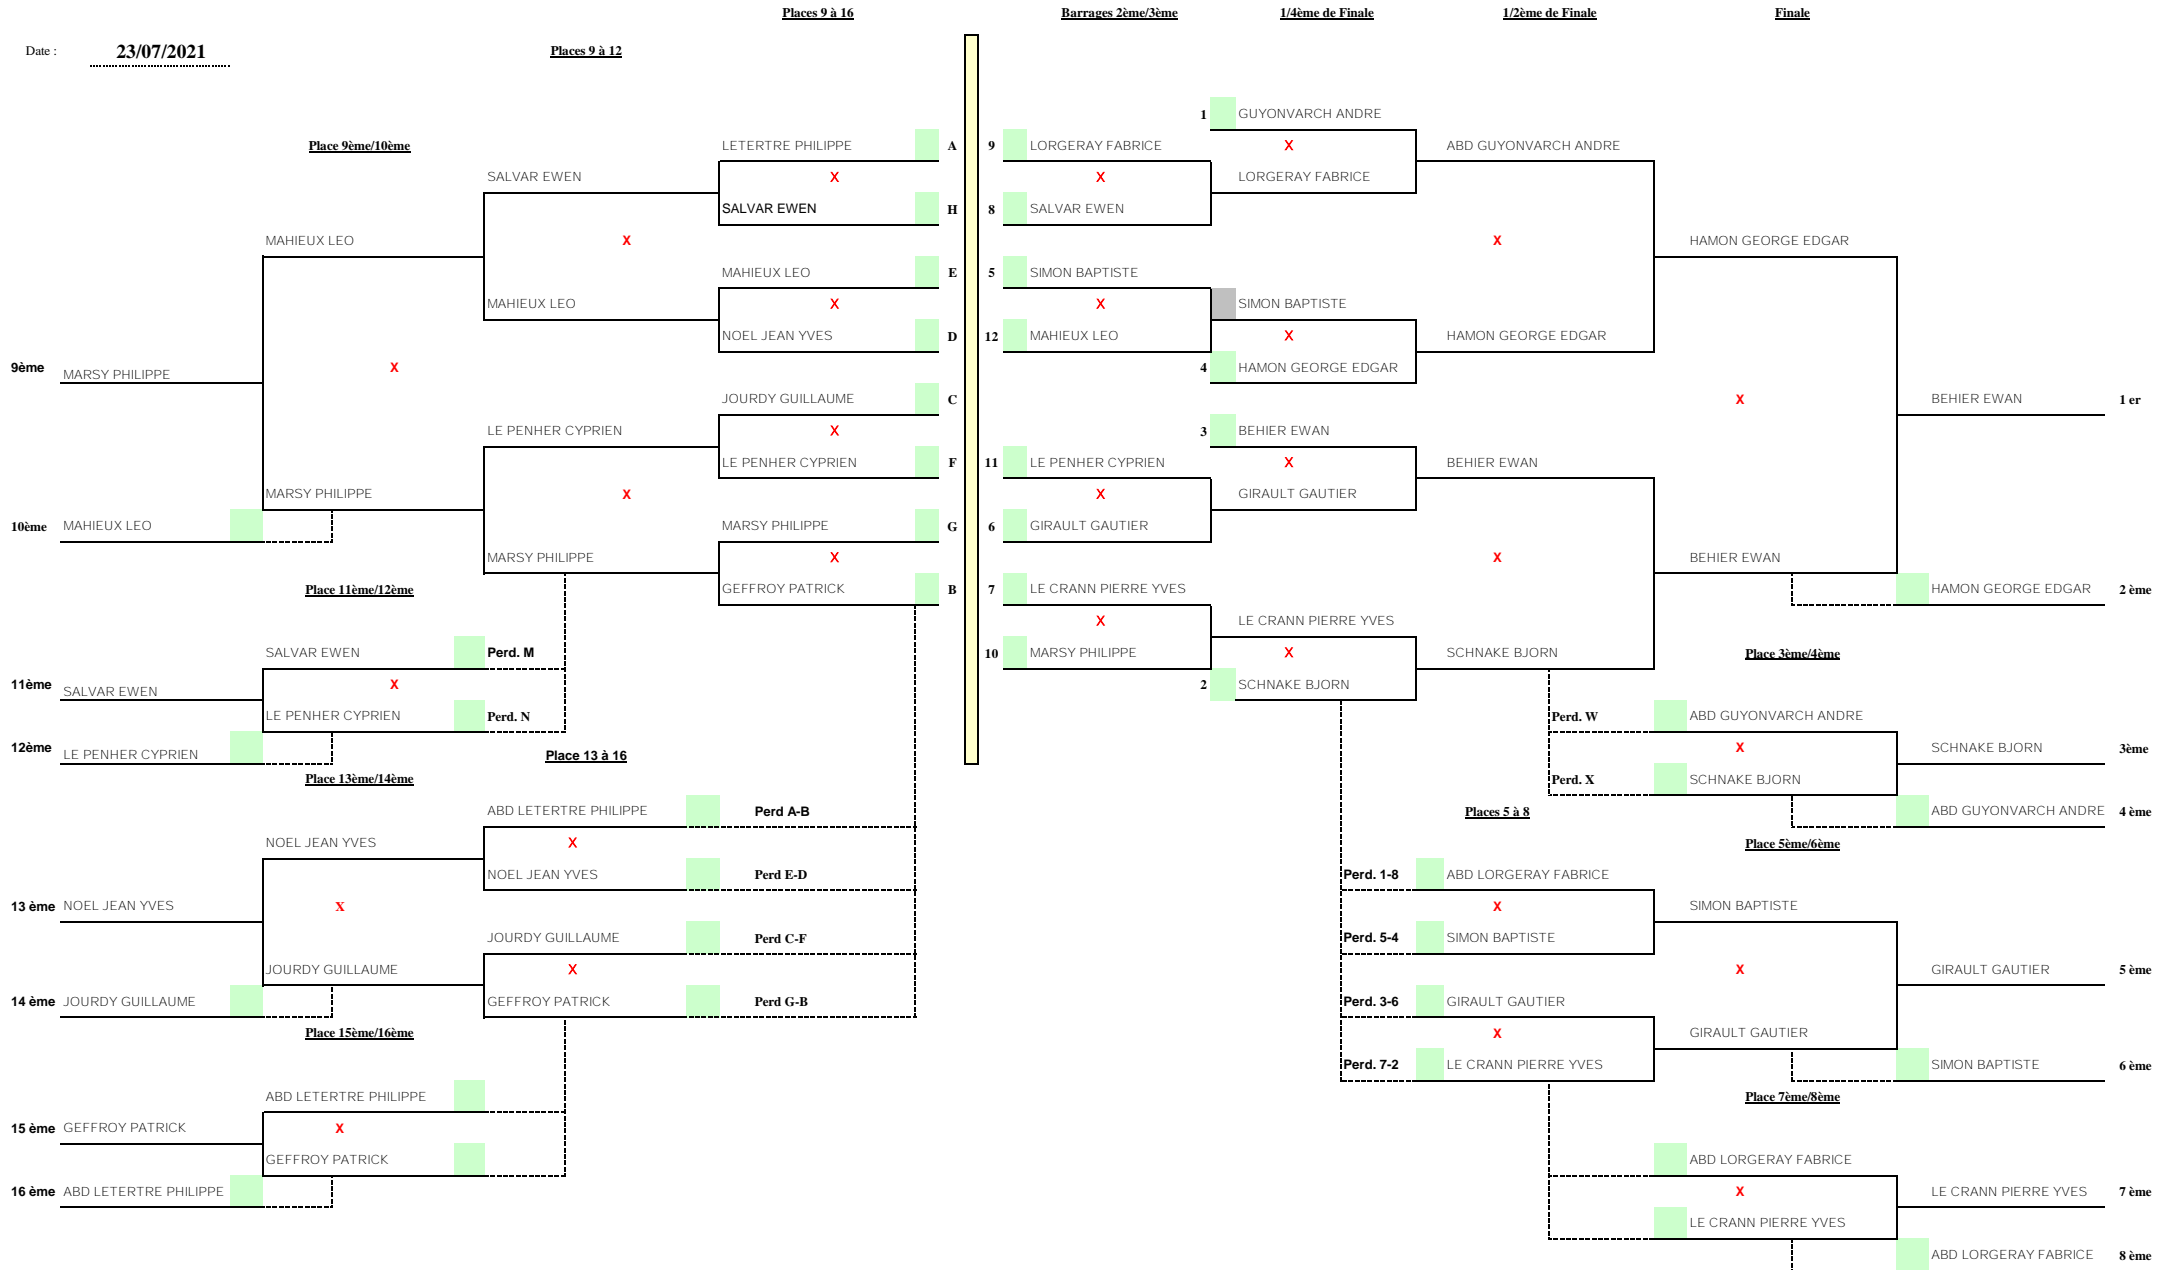 Places 9 à 16 Barrages 2ème/3ème 1/4ème de Finale 1/2ème de Finale Finale
Date : 23/07/2021 Places 9 à 12
1 GUYONVARCH ANDRE
Place 9ème/10ème LETERTRE PHILIPPE A 9 LORGERAY FABRICE X ABD GUYONVARCH ANDRE
SALVAR EWEN X X LORGERAY FABRICE
SALVAR EWEN H 8 SALVAR EWEN
MAHIEUX LEO X X HAMON GEORGE EDGAR
MAHIEUX LEO E 5 SIMON BAPTISTE
MAHIEUX LEO X X SIMON BAPTISTE
NOEL JEAN YVES D 12 MAHIEUX LEO X HAMON GEORGE EDGAR
9ème MARSY PHILIPPE X 4 HAMON GEORGE EDGAR
JOURDY GUILLAUME C X BEHIER EWAN 1 er
LE PENHER CYPRIEN X 3 BEHIER EWAN
LE PENHER CYPRIEN F 11 LE PENHER CYPRIEN X BEHIER EWAN
MARSY PHILIPPE X X GIRAULT GAUTIER
10ème MAHIEUX LEO MARSY PHILIPPE G 6 GIRAULT GAUTIER
MARSY PHILIPPE X X BEHIER EWAN
Place 11ème/12ème GEFFROY PATRICK B 7 LE CRANN PIERRE YVES HAMON GEORGE EDGAR 2 ème
X LE CRANN PIERRE YVES
SALVAR EWEN Perd. M 10 MARSY PHILIPPE X SCHNAKE BJORN Place 3ème/4ème
11ème SALVAR EWEN X 2 SCHNAKE BJORN
LE PENHER CYPRIEN Perd. N Perd. W ABD GUYONVARCH ANDRE
12ème LE PENHER CYPRIEN Place 13 à 16 X SCHNAKE BJORN 3ème
Place 13ème/14ème Perd. X SCHNAKE BJORN
ABD LETERTRE PHILIPPE Perd A-B Places 5 à 8 ABD GUYONVARCH ANDRE 4 ème
NOEL JEAN YVES X Place 5ème/6ème
NOEL JEAN YVES Perd E-D Perd. 1-8 ABD LORGERAY FABRICE
13 ème NOEL JEAN YVES X X SIMON BAPTISTE
JOURDY GUILLAUME Perd C-F Perd. 5-4 SIMON BAPTISTE
JOURDY GUILLAUME X X GIRAULT GAUTIER 5 ème
14 ème JOURDY GUILLAUME GEFFROY PATRICK Perd G-B Perd. 3-6 GIRAULT GAUTIER
Place 15ème/16ème X GIRAULT GAUTIER
Perd. 7-2 LE CRANN PIERRE YVES SIMON BAPTISTE 6 ème
ABD LETERTRE PHILIPPE Place 7ème/8ème
15 ème GEFFROY PATRICK X
GEFFROY PATRICK ABD LORGERAY FABRICE
16 ème ABD LETERTRE PHILIPPE X LE CRANN PIERRE YVES 7 ème
LE CRANN PIERRE YVES
ABD LORGERAY FABRICE 8 ème